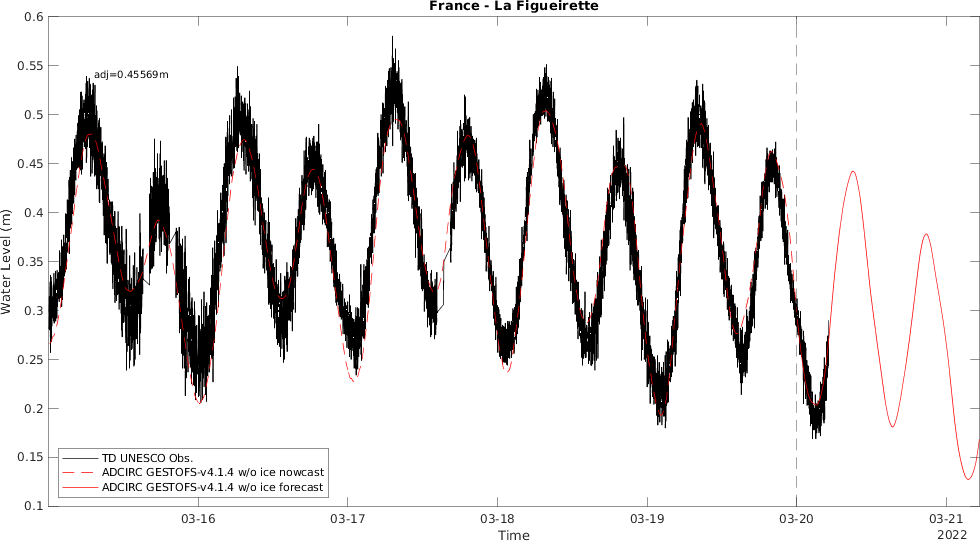 France - La Figueirette
adj=0.45569m
0.6
0.55
0.5
0.45
0.4
0.35
0.3
0.25
0.2
0.15
0.1
Water Level (m)
TD UNESCO Obs.
ADCIRC GESTOFS-v4.1.4 w/o ice nowcast
ADCIRC GESTOFS-v4.1.4 w/o ice forecast
03-16 03-17 03-18 03-19 03-20 03-21
Time
2022